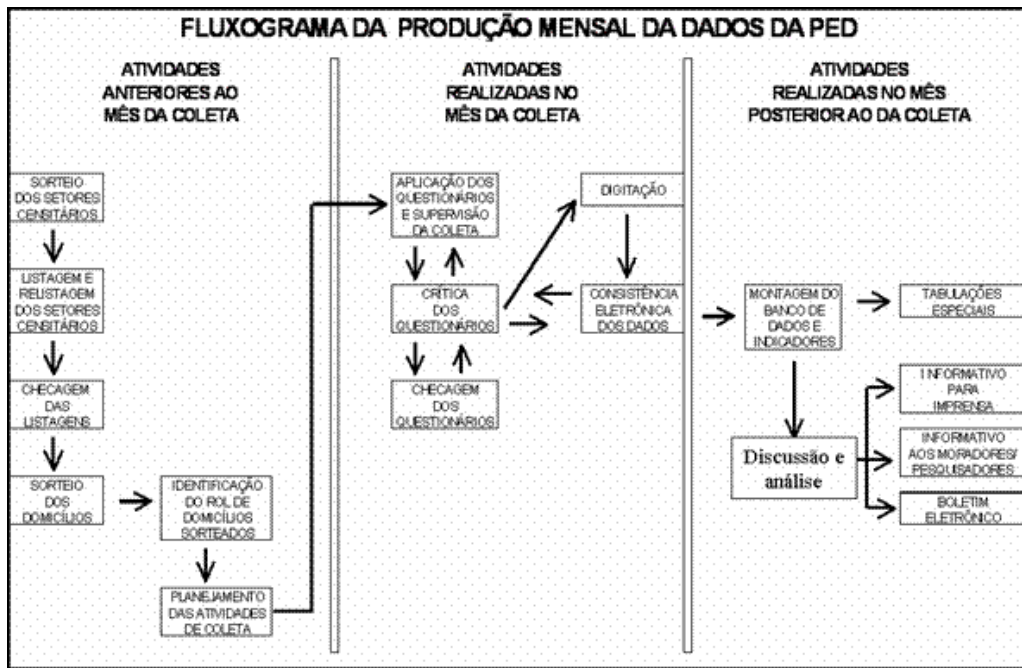 FLUXOGRAMA DA PRODUÇÃO MENSAL DA DADOS DA PED
ATIVIDADES
ANTERIORES AO
MÊS DA COLETA
SORTEIO
DOS SETORES
CENSITÁRIOS
LISTAGEM E
RELISTAGEM
DOS SETORES
CENSITÁRIOS
CHECAGEM
DAS
LISTAGENS
SORTEIO
DOS
DOMICÍLIOS
IDENTIFICAÇÃO
DO ROL DE
DOMICÍLIOS
SORTEADOS
PLANEJAMENTO
DAS ATIVIDADES
DE COLETA
ATIVIDADES
REALIZADAS NO
MÊS DA COLETA
APLICAÇÃO DOS
QUESTIONÁRIOS
E SUPERVISÃO
DA COLETA
CRÍTICA
DOS
QUESTIONÁRIOS
CHECAGEM
DOS
QUESTIONÁRIOS
DIGITAÇÃO
CONSISTÊNCIA
ELETRÔNICA
DOS DADOS
ATIVIDADES
REALIZADAS NO MÊS
POSTERIOR AO DA COLETA
MONTAGEM DO
BANCO DE
DADOS E
INDICADORES
TABULAÇÕES
ESPECIAIS
Discussão e
análise
INFORMATIVO
PARA
IMPRENSA
INFORMATIVO
AOS MORADORES/
PESQUISADORES
BOLETIM
ELETRÔNICO